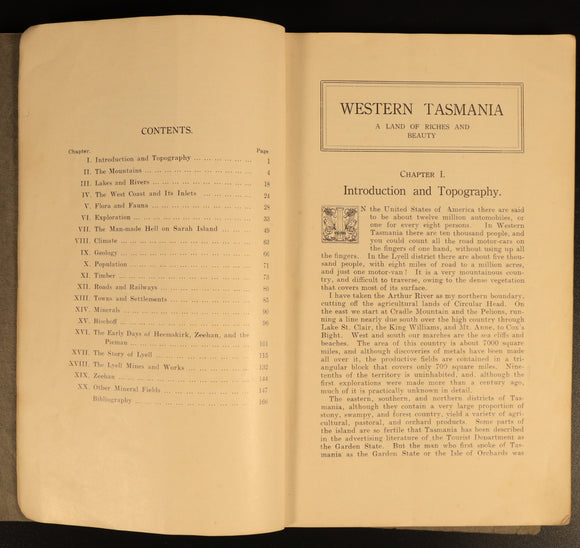 CONTENTS.
Chapter. Page
I. Introduction and Topography ... ... ... ... ... ... 1
II. The Mountains ... ... ... ... ... ... ... ... 4
III. Lakes and Rivers ... ... ... ... ... ... ... 18
IV. The West Coast and Its Inlets ... ... ... ... ... 24
V. Flora and Fauna ... ... ... ... ... ... ... 28
VI. Exploration ... ... ... ... ... ... ... ... 33
VII. The Man-made Hell on Sarah Island ... ... ... ... 49
VIII. Climate ... ... ... ... ... ... ... ... ... 63
IX. Geology ... ... ... ... ... ... ... ... ... 66
X. Population ... ... ... ... ... ... ... ... 71
XI. Timber ... ... ... ... ... ... ... ... ... 73
XII. Roads and Railways ... ... ... ... ... ... ... 85
XIII. Towns and Settlements ... ... ... ... ... ... 85
XIV. Minerals ... ... ... ... ... ... ... ... ... 90
XV. Bischoff ... ... ... ... ... ... ... ... ... 96
XVI. The Early Days of Heemskirk, Zeehan, and the
Pieman ... ... ... ... ... ... ... ... ... 101
XVII. The Story of Lyell ... ... ... ... ... ... ... 115
XVIII. The Lyell Mines and Works ... ... ... ... ... 132
XIX. Zeehan ... ... ... ... ... ... ... ... ... 144
XX. Other Mineral Fields ... ... ... ... ... ... 147
Bibliography ... ... ... ... ... ... ... ... 166
WESTERN TASMANIA
A LAND OF RICHES AND
BEAUTY
CHAPTER I.
Introduction and Topography.
IN the United States of America there are said
to be about twelve million automobiles, or
one for every eight persons. In Western
Tasmania there are ten thousand people, and
you could count all the road motor-cars on
the fingers of one hand, without using up all
the fingers. In the Lyell district there are about five thou-
sand people, with eight miles of road to a million acres,
and just one motor-van! It is a very mountainous coun-
try, and difficult to traverse, owing to the dense vegetation
that covers most of its surface.
I have taken the Arthur River as my northern boundary,
cutting off the agricultural lands of Circular Head. On
the east we start at Cradle Mountain and the Pelions, run-
ning a line nearly due south over the high country through
Lake St. Clair, the King Williams, and Mt. Anne, to Cox's
Bight. West and south our marches are the sea cliffs and
beaches. The area of this country is about 7000 square
miles, and although discoveries of metals have been made
all over it, the productive fields are contained in a tri-
angular block that covers only 700 square miles. Nine-
tenths of the territory is uninhabited, and, although the
first explorations were made more than a century ago,
much of it is practically unknown in detail.
The eastern, southern, and northern districts of Tas-
mania, although they contain a very large proportion of
stony, swampy, and forest country, yield a variety of agri-
cultural, pastoral, and orchard products. Some parts of
the island are so fertile that Tasmania has been described
in the advertising literature of the Tourist Department as
the Garden State. But the man who first spoke of Tas-
mania as the Garden State or the Isle of Orchards was